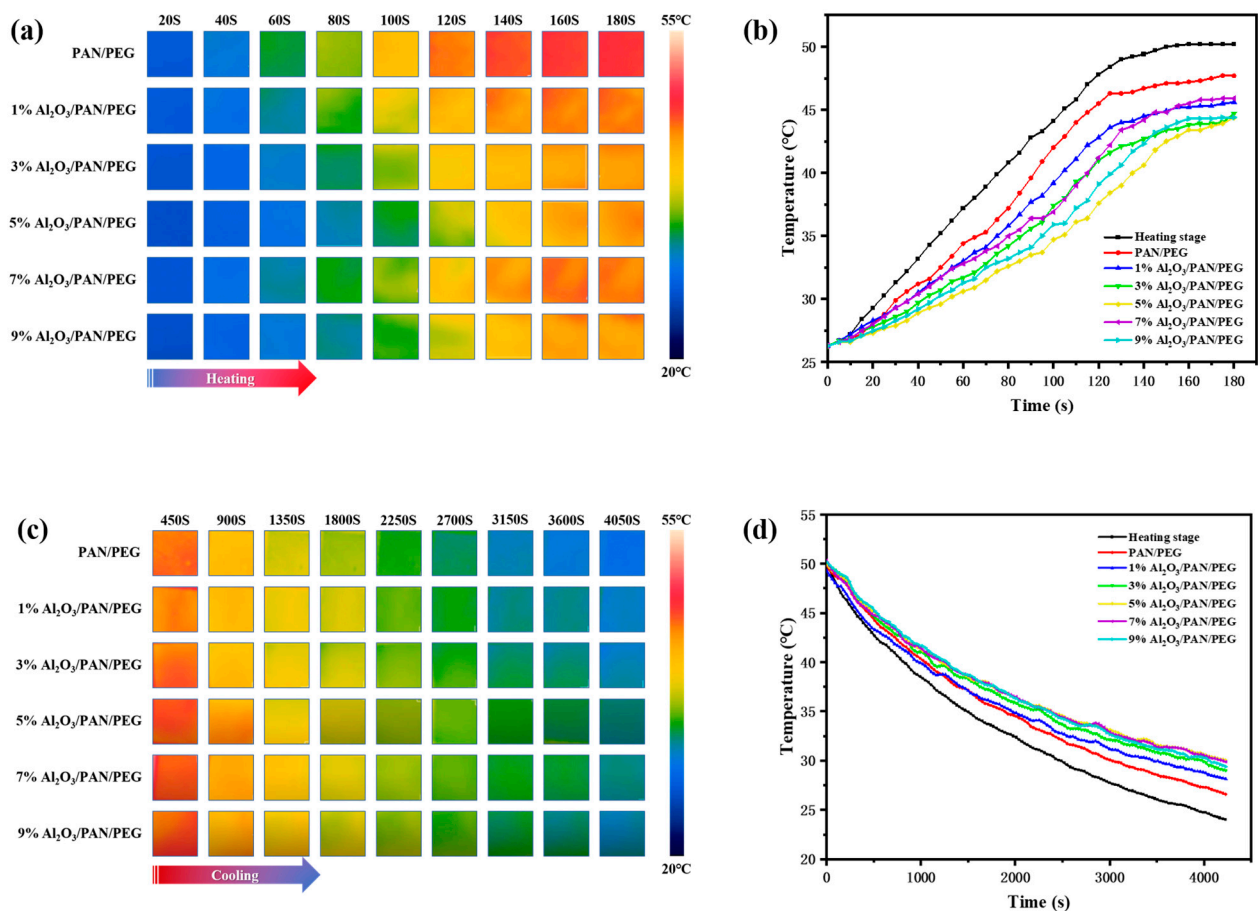 (a)
20S 40S 60S 80S 100S 120S 140S 160S 180S
55°C
PAN/PEG
1% Al₂O₃/PAN/PEG
3% Al₂O₃/PAN/PEG
5% Al₂O₃/PAN/PEG
7% Al₂O₃/PAN/PEG
9% Al₂O₃/PAN/PEG
Heating
20°C
(b)
Temperature (°C)
50
45
40
35
30
25
0 20 40 60 80 100 120 140 160 180
Time (s)
Heating stage
PAN/PEG
1% Al₂O₃/PAN/PEG
3% Al₂O₃/PAN/PEG
5% Al₂O₃/PAN/PEG
7% Al₂O₃/PAN/PEG
9% Al₂O₃/PAN/PEG
(c)
450S 900S 1350S 1800S 2250S 2700S 3150S 3600S 4050S
55°C
PAN/PEG
1% Al₂O₃/PAN/PEG
3% Al₂O₃/PAN/PEG
5% Al₂O₃/PAN/PEG
7% Al₂O₃/PAN/PEG
9% Al₂O₃/PAN/PEG
Cooling
20°C
(d)
Temperature (°C)
55
50
45
40
35
30
25
20
0 1000 2000 3000 4000
Time (s)
Heating stage
PAN/PEG
1% Al₂O₃/PAN/PEG
3% Al₂O₃/PAN/PEG
5% Al₂O₃/PAN/PEG
7% Al₂O₃/PAN/PEG
9% Al₂O₃/PAN/PEG